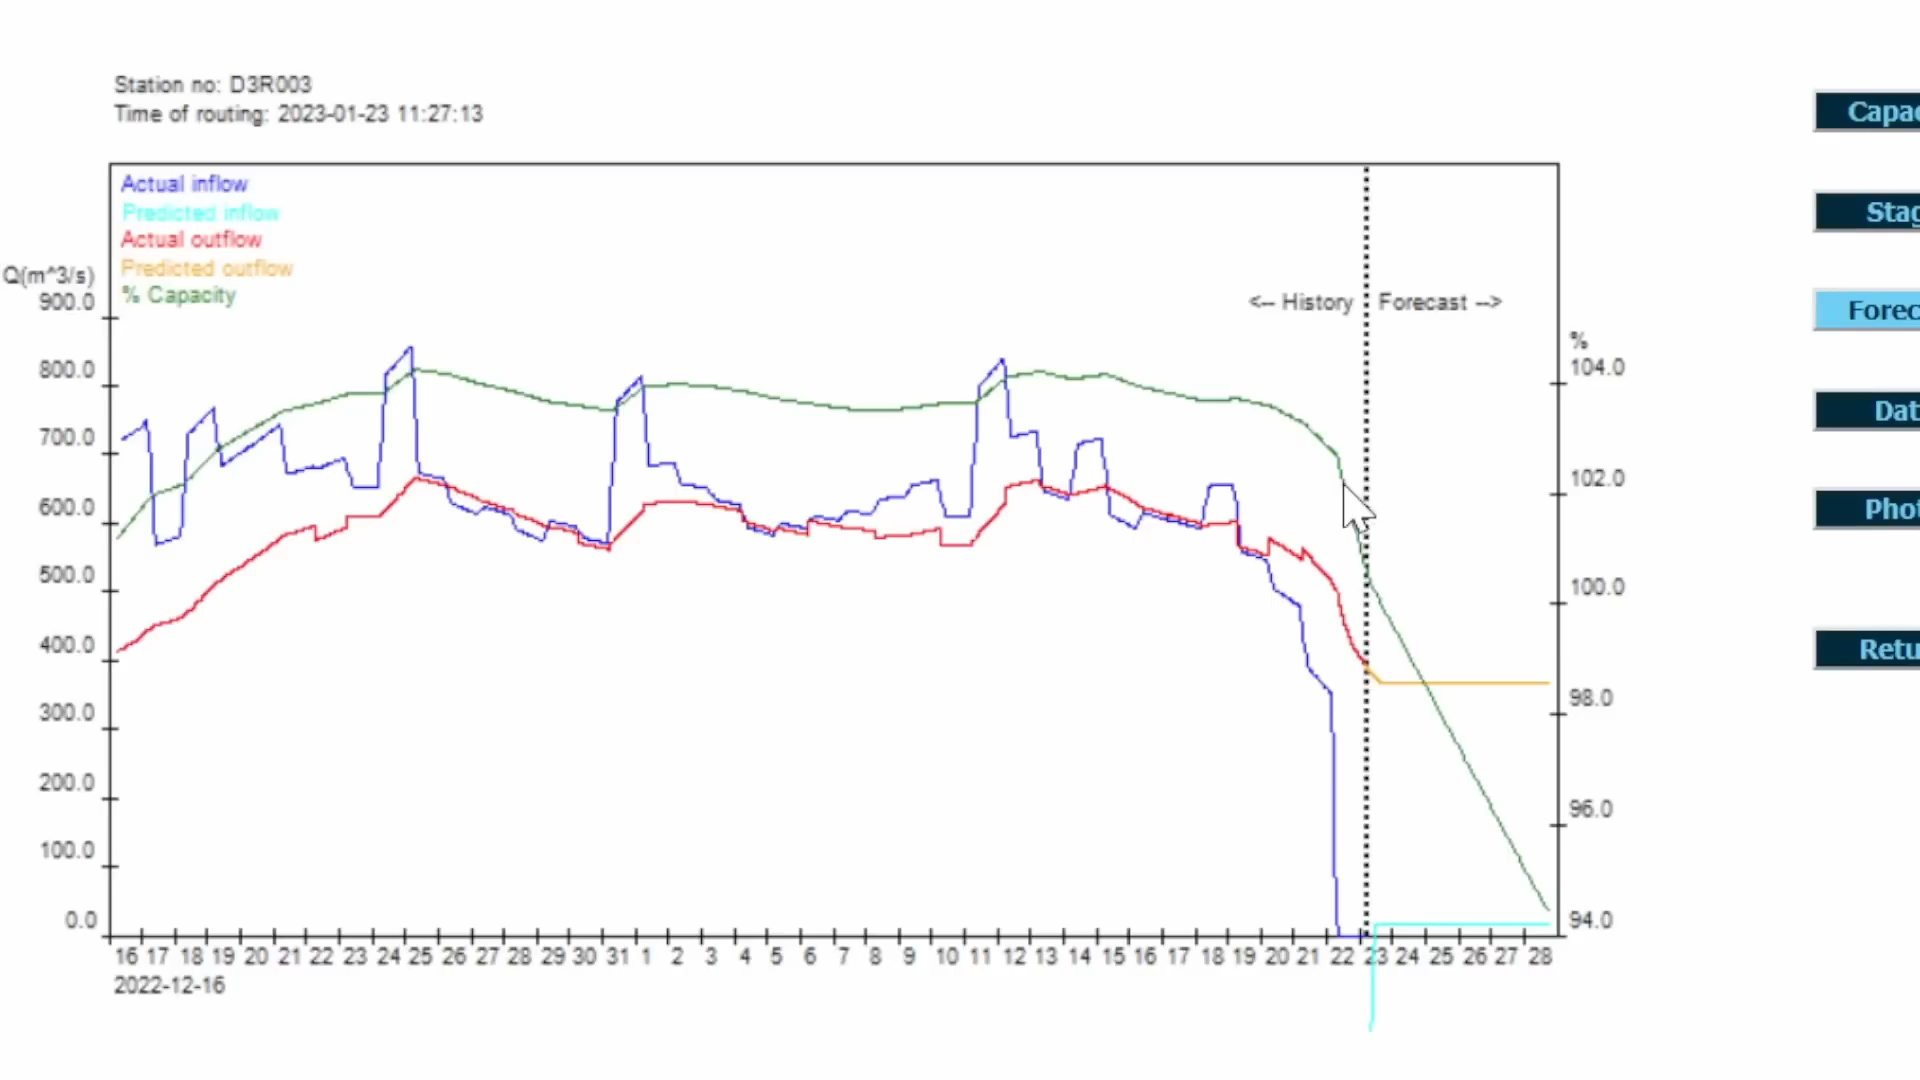 Station no: D3R003
Time of routing: 2023-01-23 11:27:13
Actual inflow
Predicted inflow
Actual outflow
Predicted outflow
% Capacity
Q(m^3/s)
900.0
800.0
700.0
600.0
500.0
400.0
300.0
200.0
100.0
0.0
<-- History
Forecast -->
%
104.0
102.0
100.0
98.0
96.0
94.0
16 17 18 19 20 21 22 23 24 25 26 27 28 29 30 31 1 2 3 4 5 6 7 8 9 10 11 12 13 14 15 16 17 18 19 20 21 22 23 24 25 26 27 28
2022-12-16
Capac
Stag
Forec
Dat
Phot
Retu